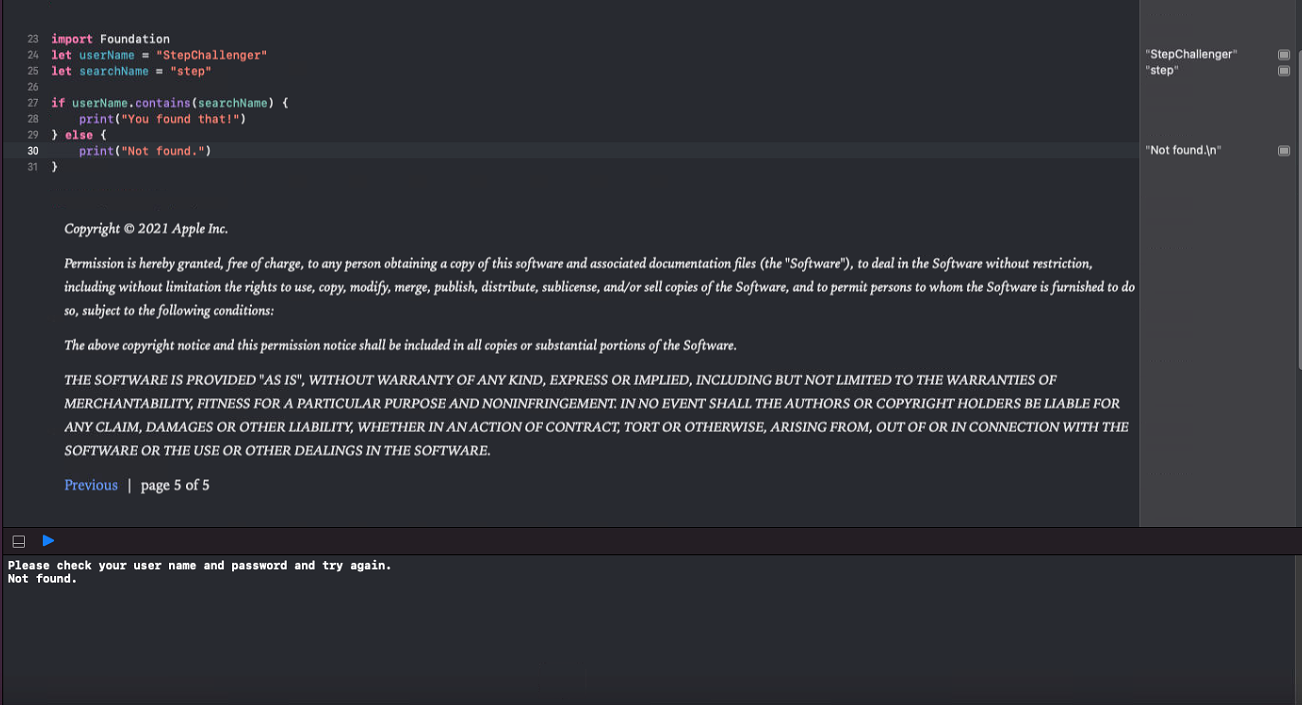 23 import Foundation
24 let userName = "StepChallenger"
"StepChallenger"
25 let searchName = "step"
"step"
26
27 if userName.contains(searchName) {
28 print("You found that!")
29 } else {
30 print("Not found.")
"Not found.\n"
31 }
Copyright © 2021 Apple Inc.
Permission is hereby granted, free of charge, to any person obtaining a copy of this software and associated documentation files (the "Software"), to deal in the Software without restriction,
including without limitation the rights to use, copy, modify, merge, publish, distribute, sublicense, and/or sell copies of the Software, and to permit persons to whom the Software is furnished to do
so, subject to the following conditions:
The above copyright notice and this permission notice shall be included in all copies or substantial portions of the Software.
THE SOFTWARE IS PROVIDED "AS IS", WITHOUT WARRANTY OF ANY KIND, EXPRESS OR IMPLIED, INCLUDING BUT NOT LIMITED TO THE WARRANTIES OF
MERCHANTABILITY, FITNESS FOR A PARTICULAR PURPOSE AND NONINFRINGEMENT. IN NO EVENT SHALL THE AUTHORS OR COPYRIGHT HOLDERS BE LIABLE FOR
ANY CLAIM, DAMAGES OR OTHER LIABILITY, WHETHER IN AN ACTION OF CONTRACT, TORT OR OTHERWISE, ARISING FROM, OUT OF OR IN CONNECTION WITH THE
SOFTWARE OR THE USE OR OTHER DEALINGS IN THE SOFTWARE.
Previous | page 5 of 5
Please check your user name and password and try again.
Not found.